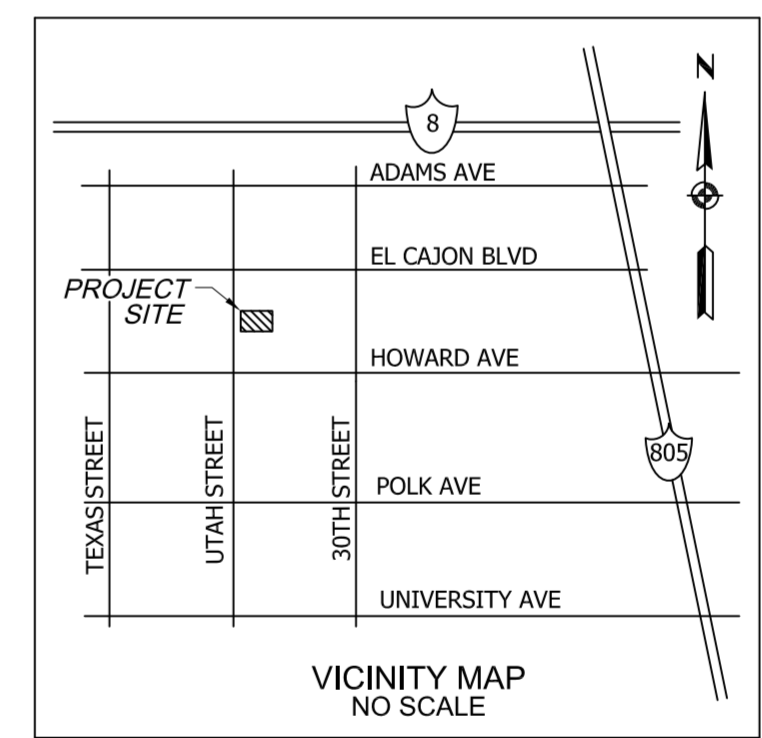 N
8
ADAMS AVE
EL CAJON BLVD
PROJECT
SITE
HOWARD AVE
TEXAS STREET
UTAH STREET
30TH STREET
805
POLK AVE
UNIVERSITY AVE
VICINITY MAP
NO SCALE